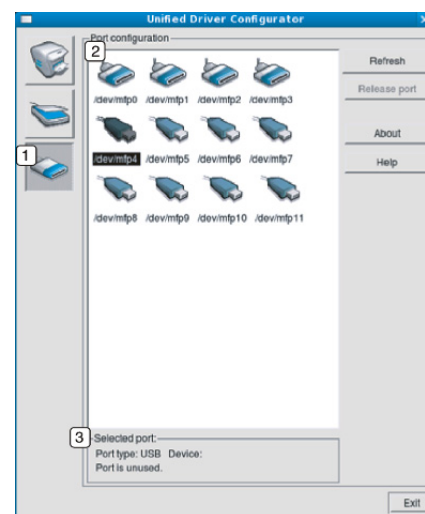 Unified Driver Configurator
Port configuration
2
Refresh
Release port
About
Help
/dev/mfp0 /dev/mfp1 /dev/mfp2 /dev/mfp3
1
/dev/mfp4 /dev/mfp5 /dev/mfp6 /dev/mfp7
/dev/mfp8 /dev/mfp9 /dev/mfp10 /dev/mfp11
3
Selected port:
Port type: USB Device:
Port is unused.
Exit